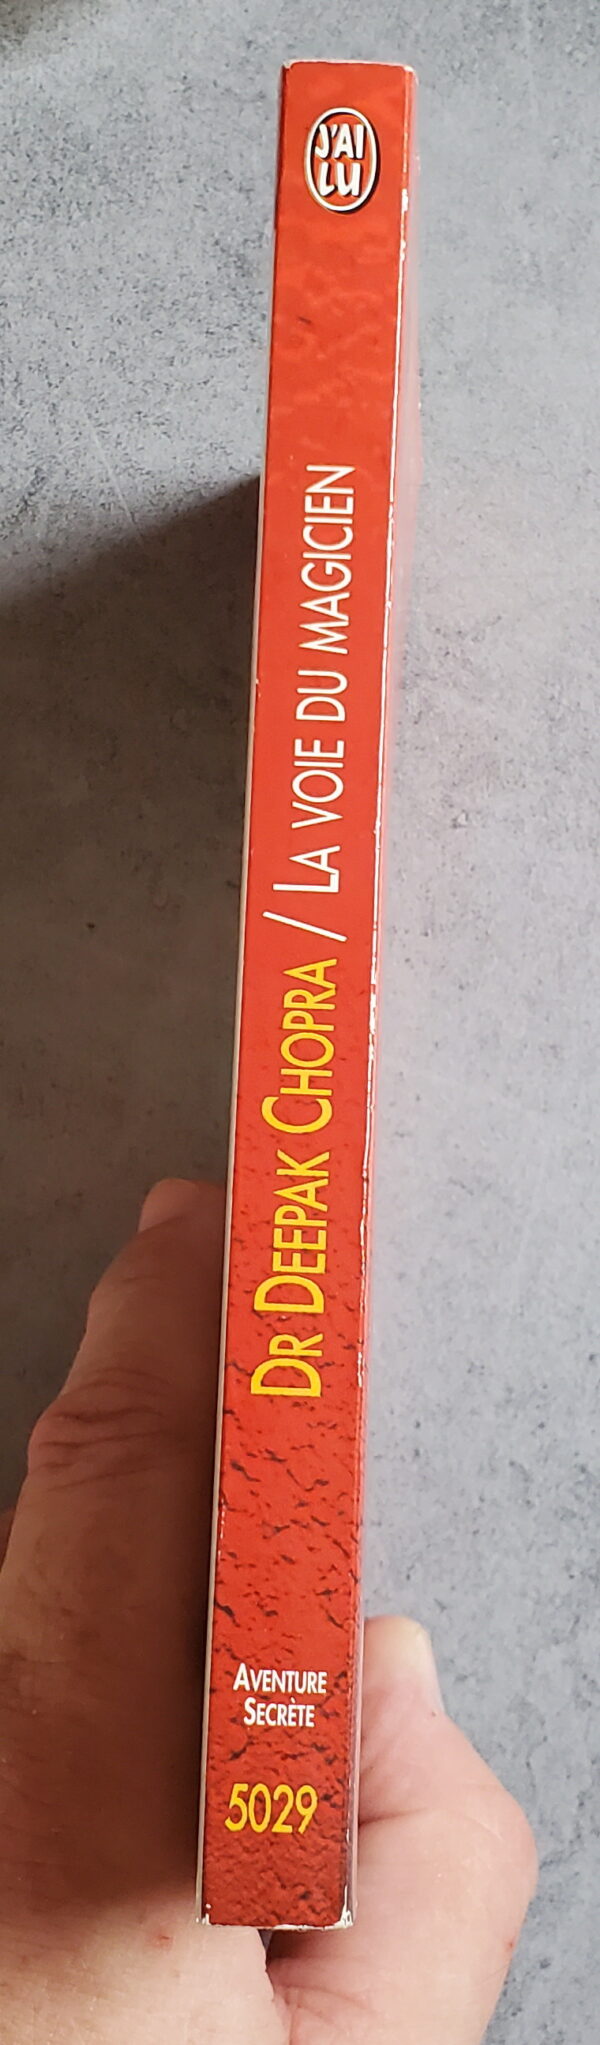 J'AI
LU
DR DEEPAK CHOPRA / LA VOIE DU MAGICIEN
AVENTURE
SECRÈTE
5029